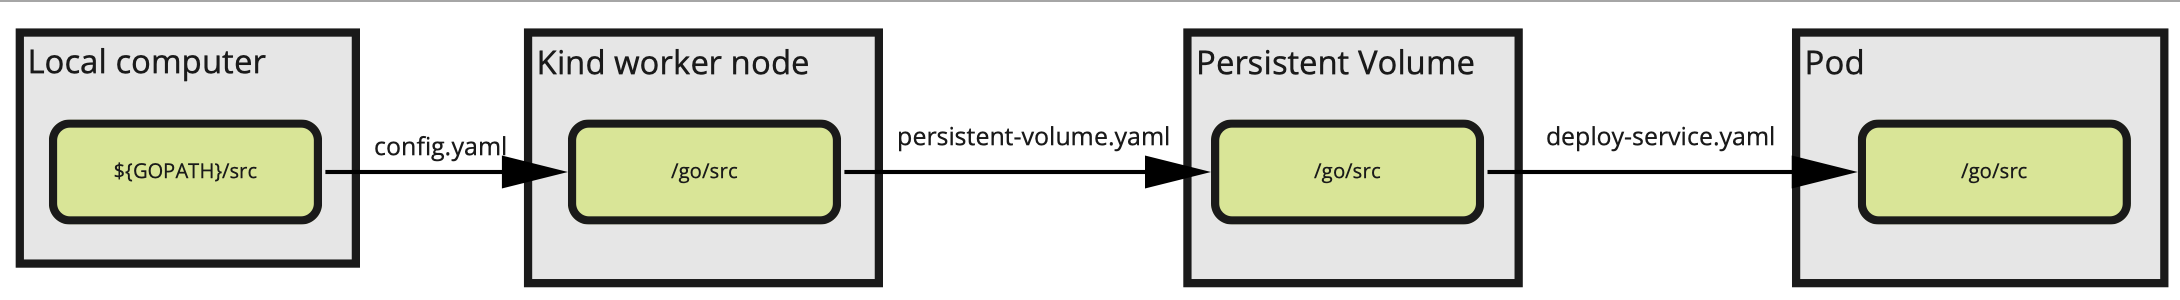 Local computer
${GOPATH}/src
config.yaml
Kind worker node
/go/src
persistent-volume.yaml
Persistent Volume
/go/src
deploy-service.yaml
Pod
/go/src